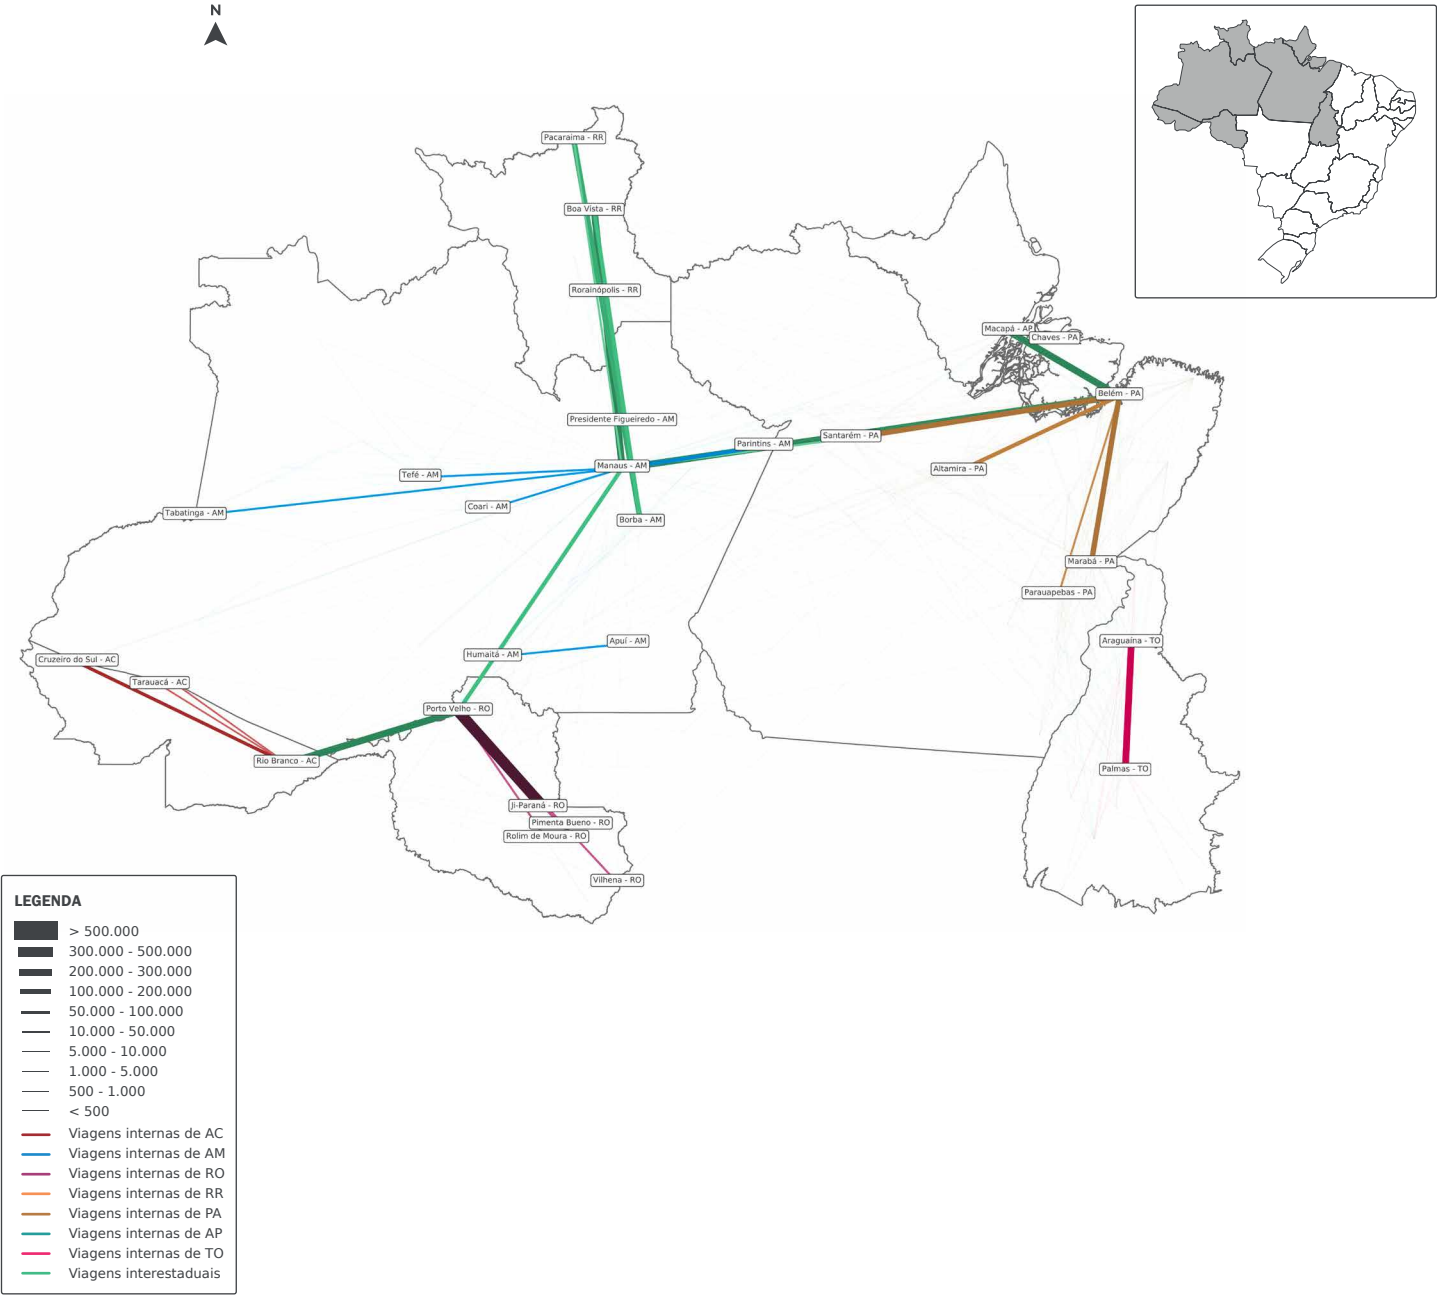 N
Pacaraima - RR
Boa Vista - RR
Rorainópolis - RR
Macapá - AP
Chaves - PA
Belém - PA
Presidente Figueiredo - AM
Santarém - PA
Parintins - AM
Manaus - AM
Altamira - PA
Tefé - AM
Coari - AM
Tabatinga - AM
Borba - AM
Marabá - PA
Parauapebas - PA
Apuí - AM
Araguaína - TO
Humaitá - AM
Cruzeiro do Sul - AC
Tarauacá - AC
Porto Velho - RO
Rio Branco - AC
Palmas - TO
Ji-Paraná - RO
Pimenta Bueno - RO
Rolim de Moura - RO
Vilhena - RO
LEGENDA
> 500.000
300.000 - 500.000
200.000 - 300.000
100.000 - 200.000
50.000 - 100.000
10.000 - 50.000
5.000 - 10.000
1.000 - 5.000
500 - 1.000
< 500
Viagens internas de AC
Viagens internas de AM
Viagens internas de RO
Viagens internas de RR
Viagens internas de PA
Viagens internas de AP
Viagens internas de TO
Viagens interestaduais